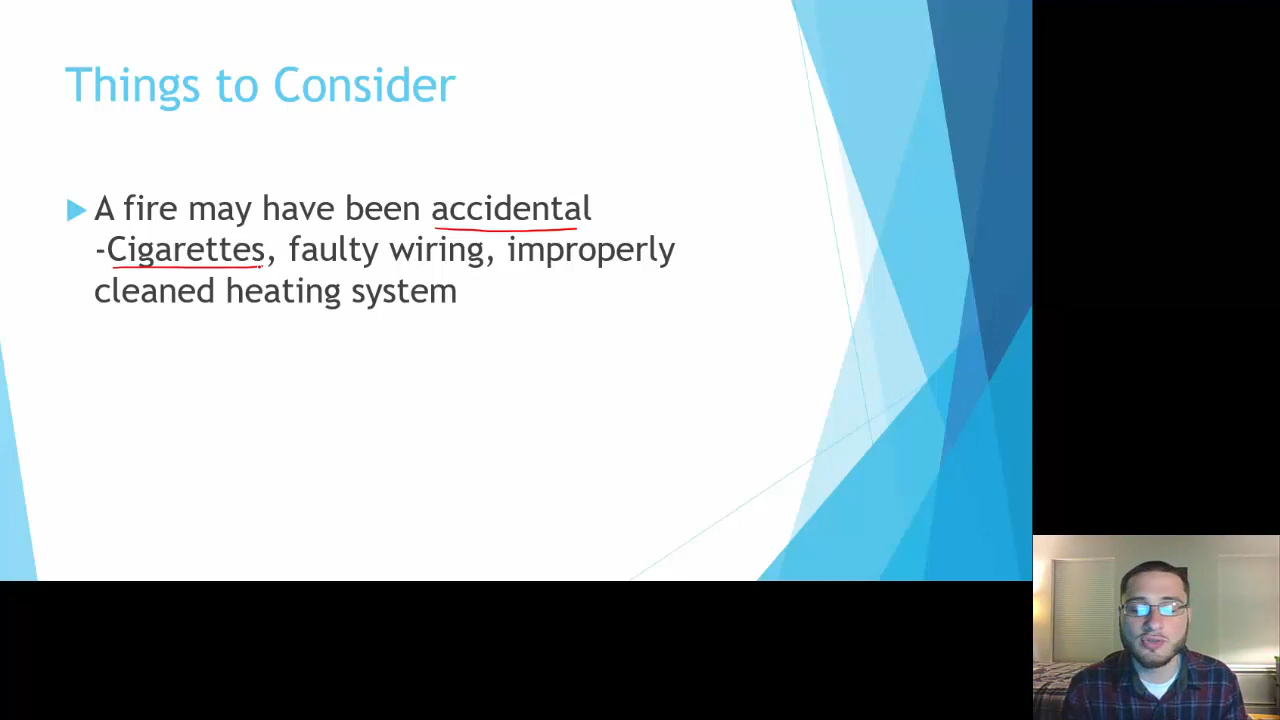 Things to Consider
A fire may have been accidental
-Cigarettes, faulty wiring, improperly
cleaned heating system